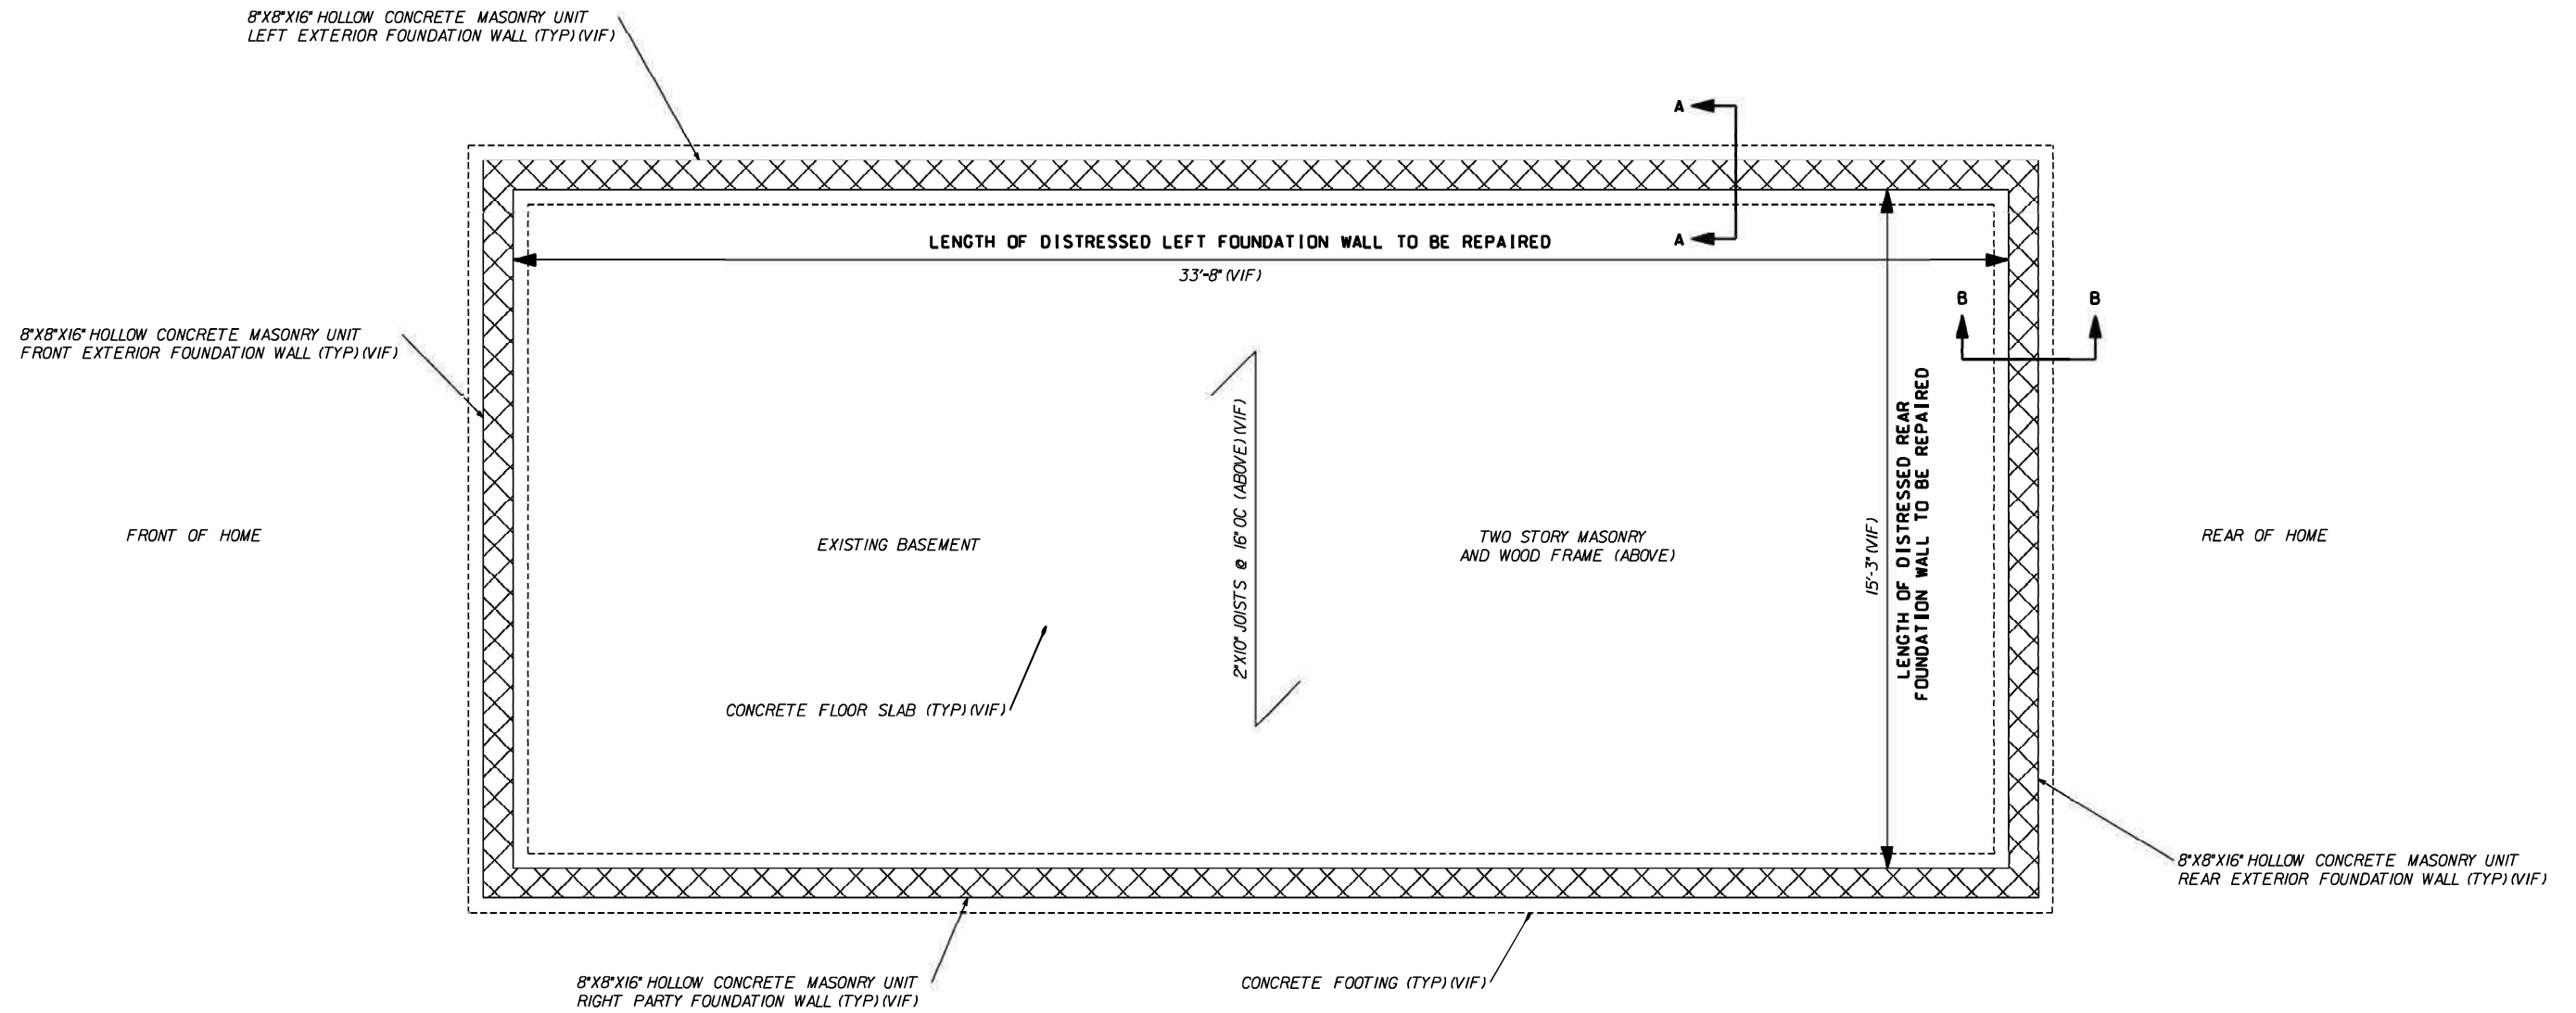 8"X8"X16" HOLLOW CONCRETE MASONRY UNIT
LEFT EXTERIOR FOUNDATION WALL (TYP) (VIF)
A
A
LENGTH OF DISTRESSED LEFT FOUNDATION WALL TO BE REPAIRED
33'-8" (VIF)
B
B
8"X8"X16" HOLLOW CONCRETE MASONRY UNIT
FRONT EXTERIOR FOUNDATION WALL (TYP) (VIF)
FRONT OF HOME
EXISTING BASEMENT
2"X10" JOISTS @ 16" OC (ABOVE) (VIF)
TWO STORY MASONRY
AND WOOD FRAME (ABOVE)
15'-3" (VIF)
LENGTH OF DISTRESSED REAR
FOUNDATION WALL TO BE REPAIRED
REAR OF HOME
CONCRETE FLOOR SLAB (TYP) (VIF)
8"X8"X16" HOLLOW CONCRETE MASONRY UNIT
REAR EXTERIOR FOUNDATION WALL (TYP) (VIF)
8"X8"X16" HOLLOW CONCRETE MASONRY UNIT
RIGHT PARTY FOUNDATION WALL (TYP) (VIF)
CONCRETE FOOTING (TYP) (VIF)